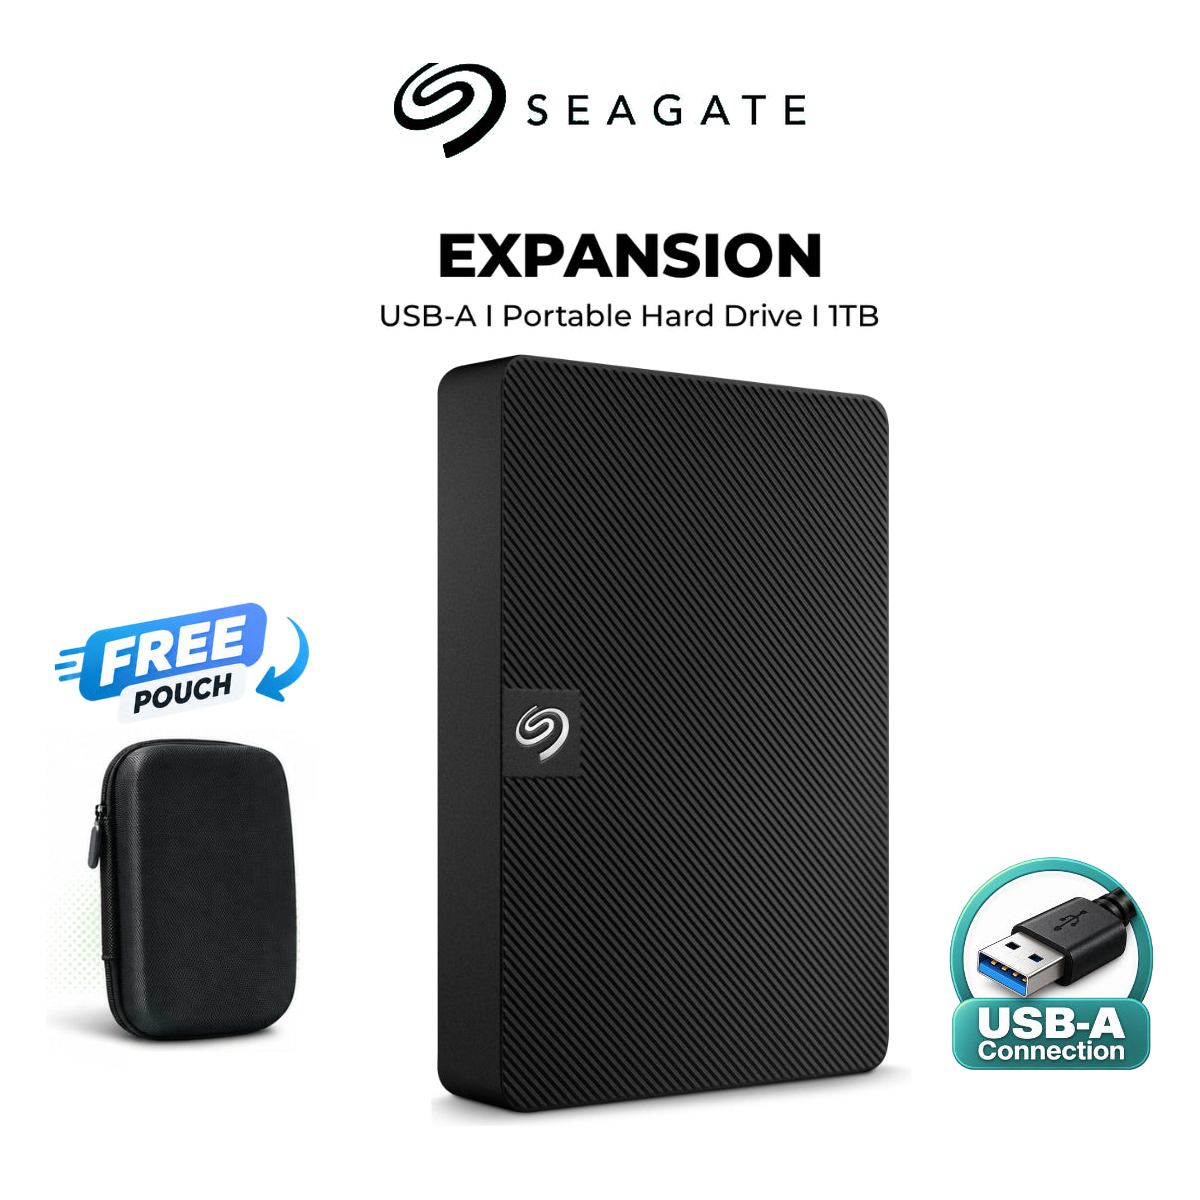 SEAGATE
EXPANSION
USB-A I Portable Hard Drive I 1TB
FREE
POUCH
USB-A
Connection